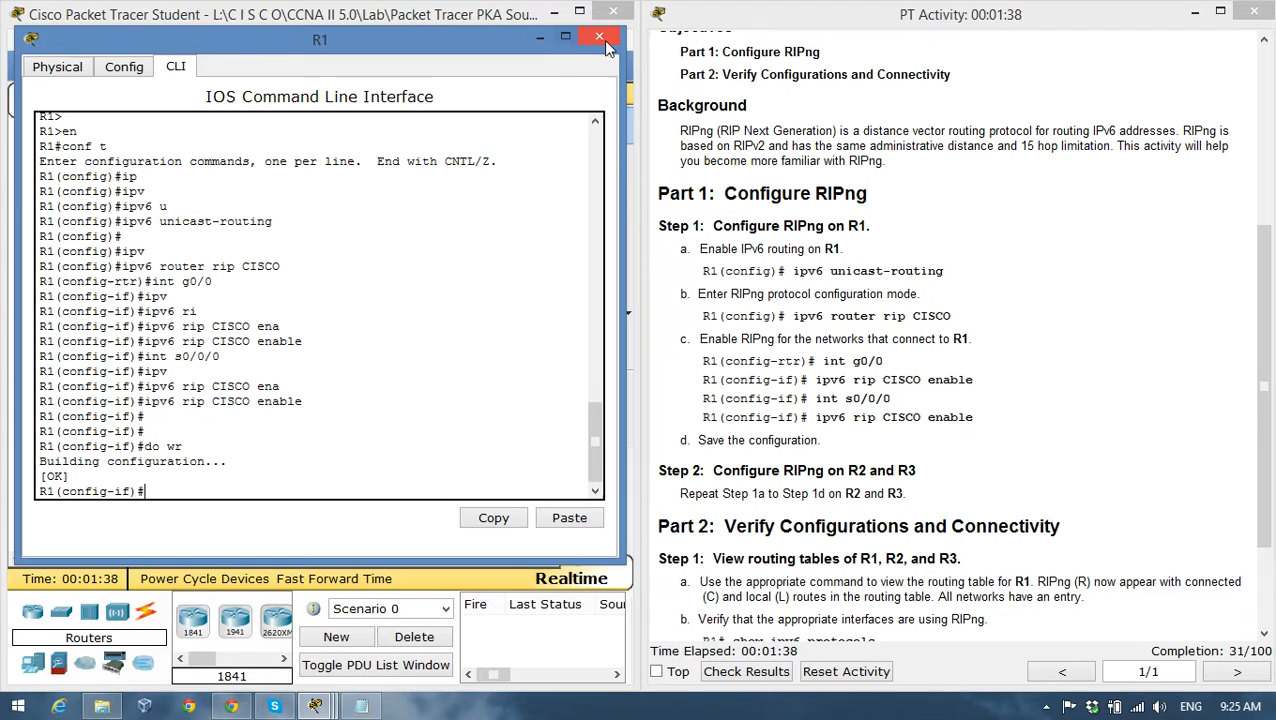 Cisco Packet Tracer Student - L:\C I S C O\CCNA II 5.0\Lab\Packet Tracer PKA Sou...
PT Activity: 00:01:38
R1
Physical
Config
CLI
IOS Command Line Interface
R1>
R1>en
R1#conf t
Enter configuration commands, one per line.  End with CNTL/Z.
R1(config)#ip
R1(config)#ipv
R1(config)#ipv6 u
R1(config)#ipv6 unicast-routing
R1(config)#
R1(config)#ipv
R1(config)#ipv6 router rip CISCO
R1(config-rtr)#int g0/0
R1(config-if)#ipv
R1(config-if)#ipv6 ri
R1(config-if)#ipv6 rip CISCO ena
R1(config-if)#ipv6 rip CISCO enable
R1(config-if)#int s0/0/0
R1(config-if)#ipv
R1(config-if)#ipv6 rip CISCO ena
R1(config-if)#ipv6 rip CISCO enable
R1(config-if)#
R1(config-if)#
R1(config-if)#do wr
Building configuration...
[OK]
R1(config-if)#
Copy
Paste
Time: 00:01:38
Power Cycle Devices
Fast Forward Time
Realtime
Routers
1841
1941
2620XM
1841
Scenario 0
New
Delete
Toggle PDU List Window
Fire
Last Status
Sou
Objectives
Part 1: Configure RIPng
Part 2: Verify Configurations and Connectivity
Background
RIPng (RIP Next Generation) is a distance vector routing protocol for routing IPv6 addresses. RIPng is
based on RIPv2 and has the same administrative distance and 15 hop limitation. This activity will help
you become more familiar with RIPng.
Part 1:  Configure RIPng
Step 1:  Configure RIPng on R1.
a.  Enable IPv6 routing on R1.
R1(config)# ipv6 unicast-routing
b.  Enter RIPng protocol configuration mode.
R1(config)# ipv6 router rip CISCO
c.  Enable RIPng for the networks that connect to R1.
R1(config-rtr)# int g0/0
R1(config-if)# ipv6 rip CISCO enable
R1(config-if)# int s0/0/0
R1(config-if)# ipv6 rip CISCO enable
d.  Save the configuration.
Step 2:  Configure RIPng on R2 and R3
Repeat Step 1a to Step 1d on R2 and R3.
Part 2:  Verify Configurations and Connectivity
Step 1:  View routing tables of R1, R2, and R3.
a.  Use the appropriate command to view the routing table for R1. RIPng (R) now appear with connected
(C) and local (L) routes in the routing table. All networks have an entry.
b.  Verify that the appropriate interfaces are using RIPng.
R1# show ipv6 protocols
Time Elapsed: 00:01:38
Completion: 31/100
Top
Check Results
Reset Activity
<
1/1
>
ENG
9:25 AM